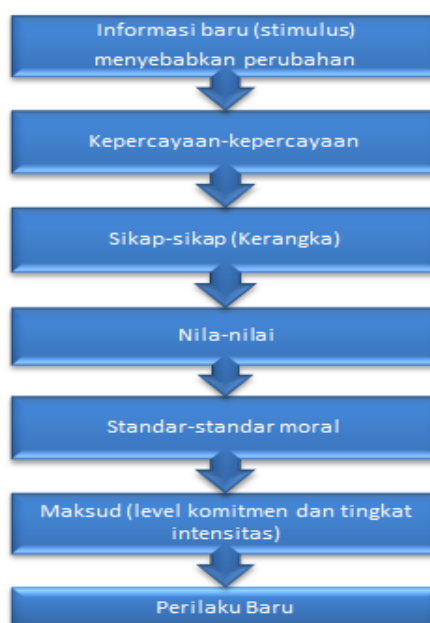 Informasi baru (stimulus)
menyebabkan perubahan
Kepercayaan-kepercayaan
Sikap-sikap (Kerangka)
Nila-nilai
Standar-standar moral
Maksud (level komitmen dan tingkat
intensitas)
Perilaku Baru